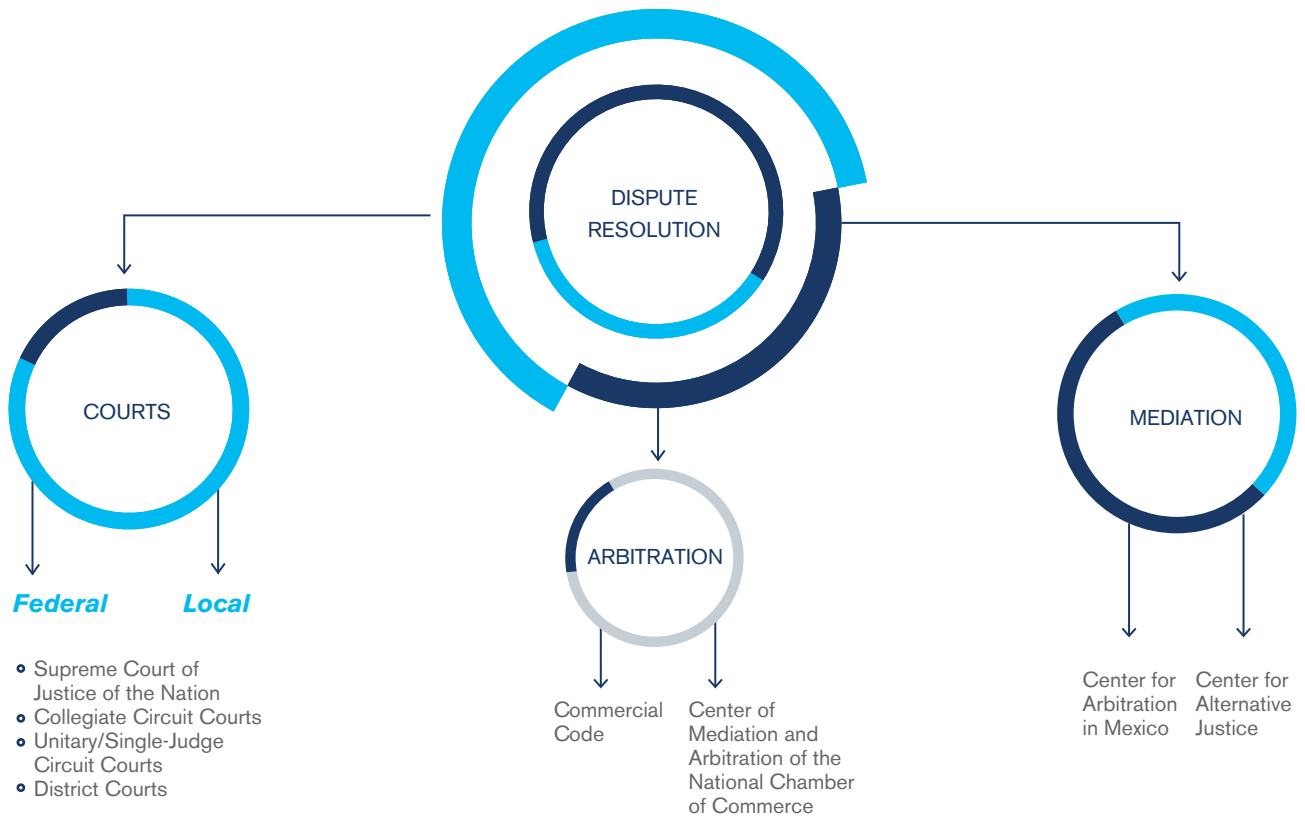 DISPUTE
RESOLUTION
COURTS
Federal
Local
Supreme Court of
Justice of the Nation
Collegiate Circuit Courts
Unitary/Single-Judge
Circuit Courts
District Courts
ARBITRATION
Commercial
Code
Center of
Mediation and
Arbitration of the
National Chamber
of Commerce
MEDIATION
Center for
Arbitration
in Mexico
Center for
Alternative
Justice